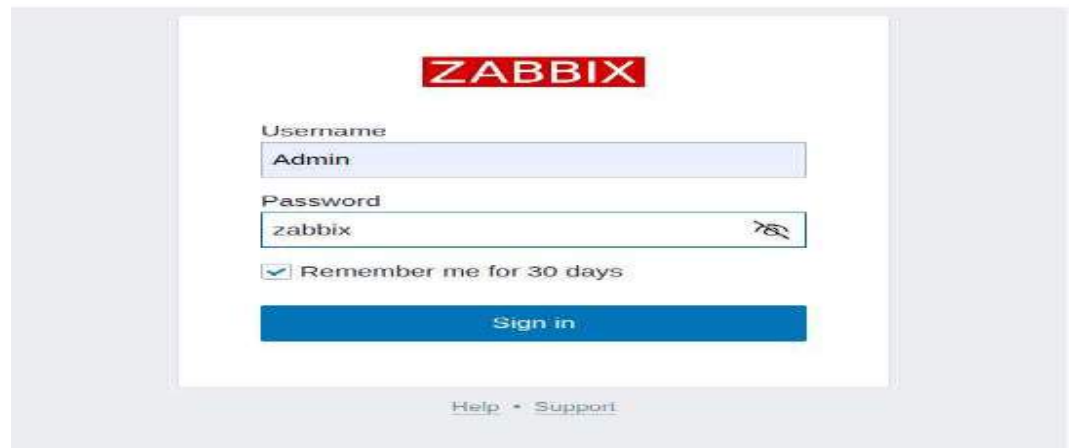 ZABBIX
Username
Admin
Password
zabbix
Remember me for 30 days
Sign in
Help • Support